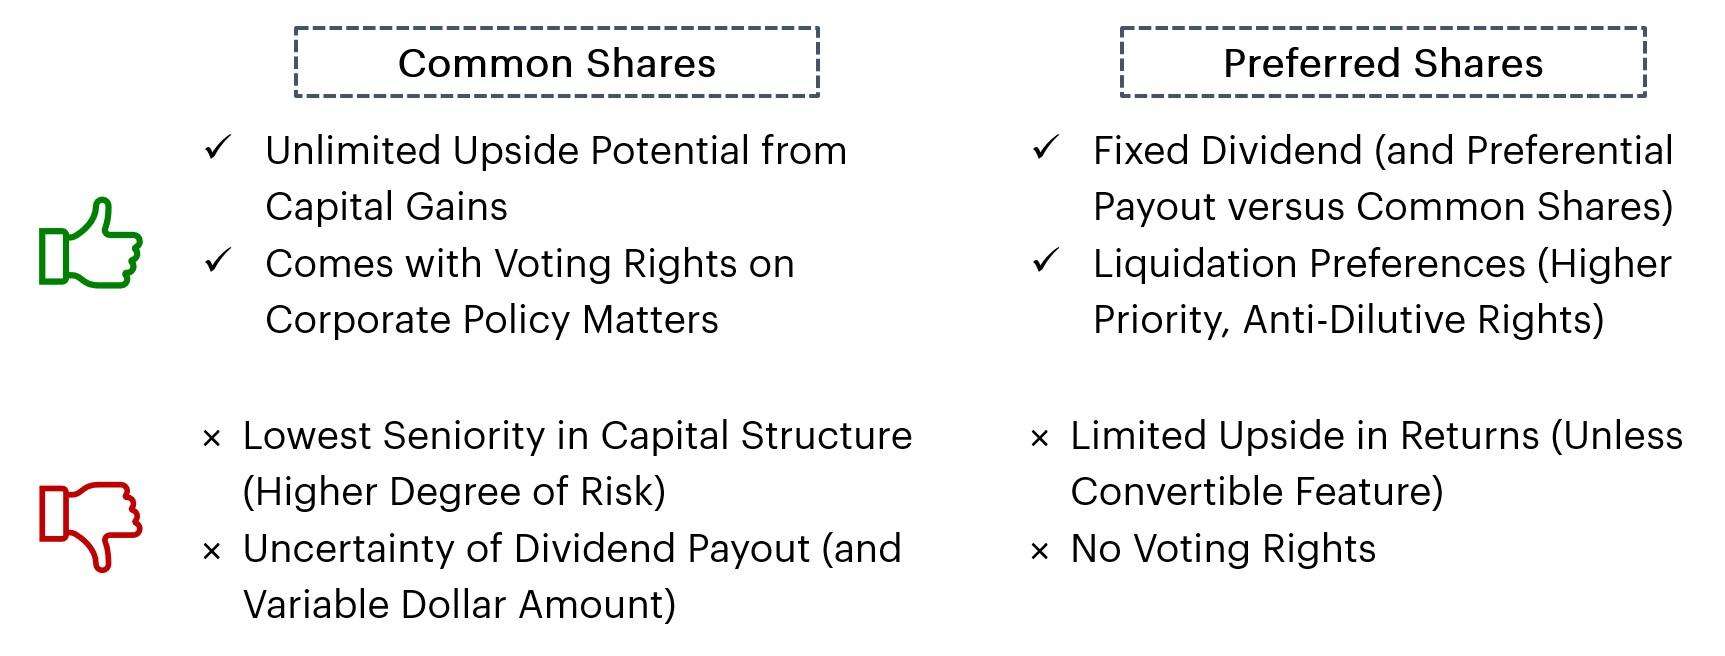 Common Shares
✓ Unlimited Upside Potential from
Capital Gains
✓ Comes with Voting Rights on
Corporate Policy Matters
× Lowest Seniority in Capital Structure
(Higher Degree of Risk)
× Uncertainty of Dividend Payout (and
Variable Dollar Amount)
Preferred Shares
✓ Fixed Dividend (and Preferential
Payout versus Common Shares)
✓ Liquidation Preferences (Higher
Priority, Anti-Dilutive Rights)
× Limited Upside in Returns (Unless
Convertible Feature)
× No Voting Rights